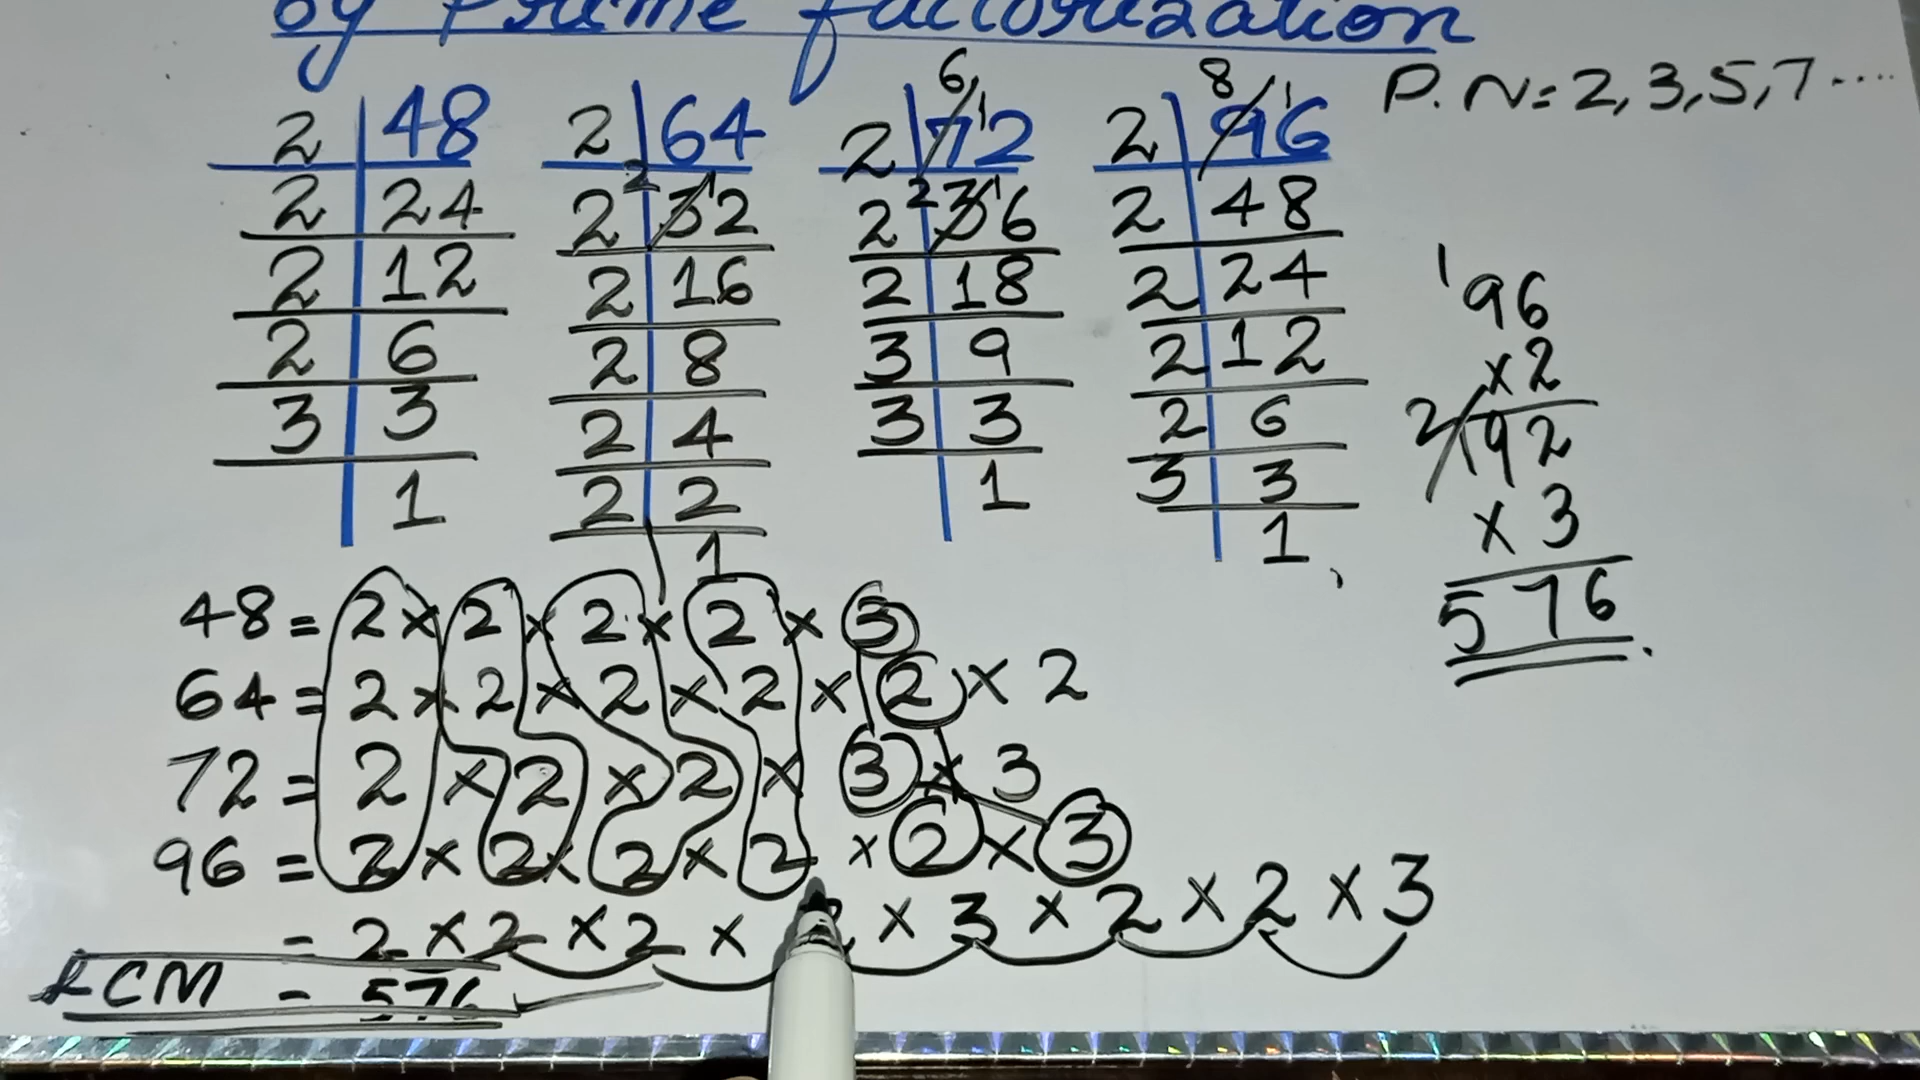 by Prime factorization
P.N = 2, 3, 5, 7 ....
2 | 48
2 | 24
2 | 12
2 | 6
3 | 3
1
2 | 64
2 | 32
2 | 16
2 | 8
2 | 4
2 | 2
1
2 | 72
2 | 36
2 | 18
3 | 9
3 | 3
1
2 | 96
2 | 48
2 | 24
2 | 12
2 | 6
3 | 3
1
96
×2
192
× 3
576
48 = 2 × 2 × 2 × 2 × 3
64 = 2 × 2 × 2 × 2 × 2 × 2
72 = 2 × 2 × 2 × 3 × 3
96 = 2 × 2 × 2 × 2 × 2 × 3
= 2 × 2 × 2 × 2 × 3 × 2 × 2 × 3
LCM = 576